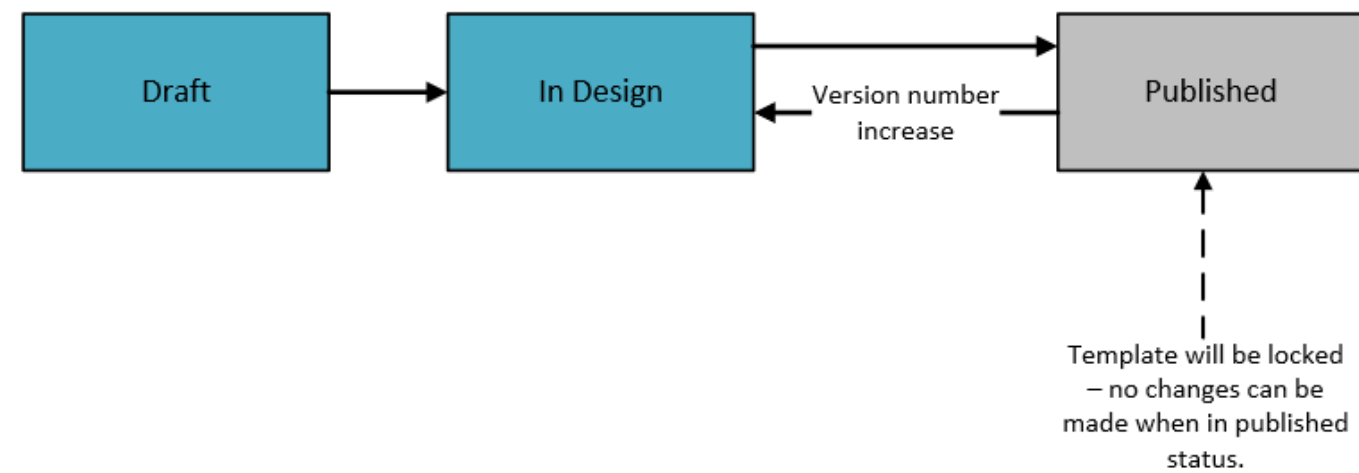 Draft
In Design
Version number
increase
Published
Template will be locked
– no changes can be
made when in published
status.